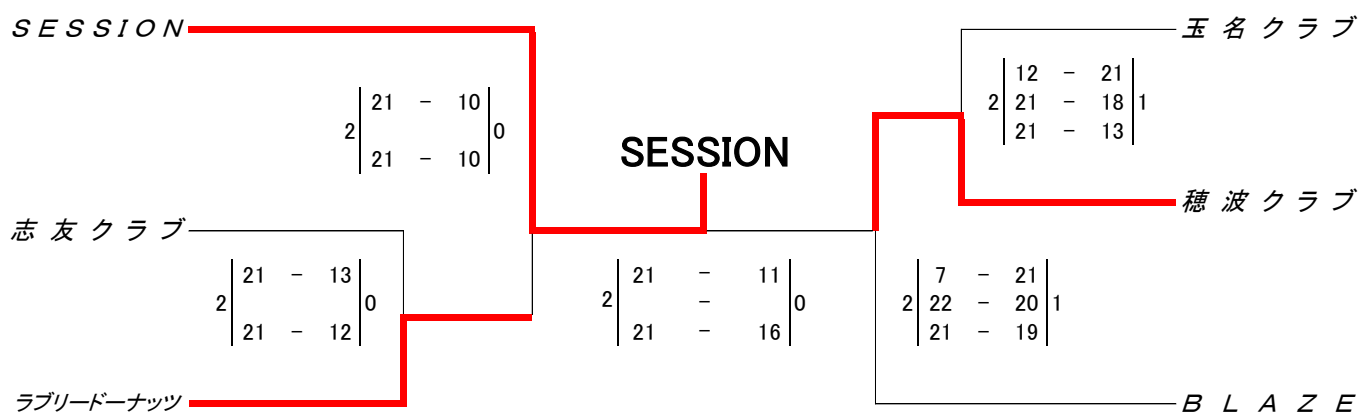 SESSION
玉名クラブ
12 - 21
2 21 - 18 1
21 - 13
21 - 10
2 0
21 - 10
SESSION
穂波クラブ
志友クラブ
21 - 13
2 0
21 - 12
21 - 11
2 - 0
21 - 16
7 - 21
2 22 - 20 1
21 - 19
ラブリードーナッツ
BLAZE